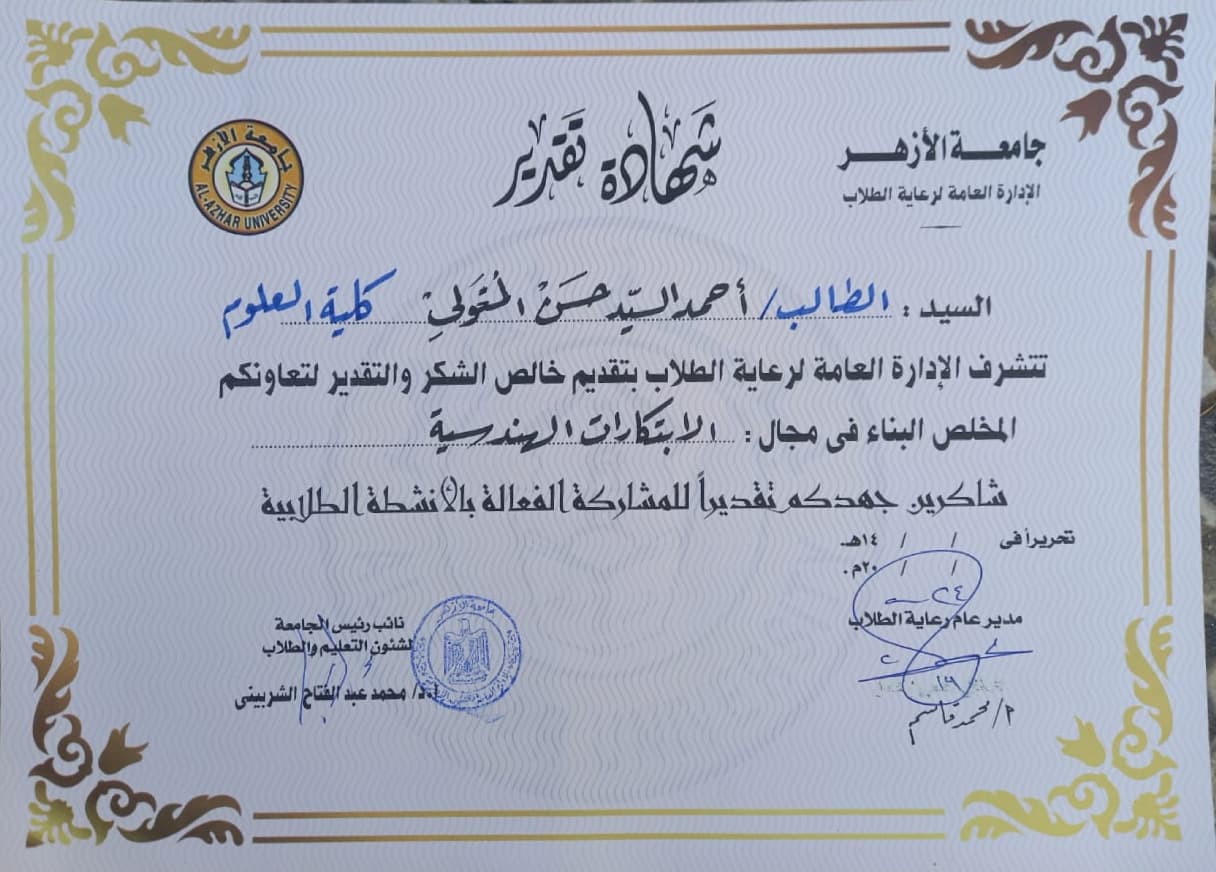 جامعة الأزهر
الإدارة العامة لرعاية الطلاب
شهادة تقدير
جامعة الأزهر
AL-AZHAR UNIVERSITY
السيد : الطالب/ أحمد السيّد حسن المتولي كلية العلوم
تتشرف الإدارة العامة لرعاية الطلاب بتقديم خالص الشكر والتقدير لتعاونكم
المخلص البناء فى مجال : الابتكارات الهندسية
شاكرين جهدكم تقديراً للمشاركة الفعالة بالأنشطة الطلابية
تحريراً فى / / ١٤هـ
/ / ٢٠م.
مدير عام رعاية الطلاب
م/ محمد قاسم
نائب رئيس الجامعة
لشئون التعليم والطلاب
ا.د/ محمد عبد الفتاح الشربينى
جامعة الأزهر